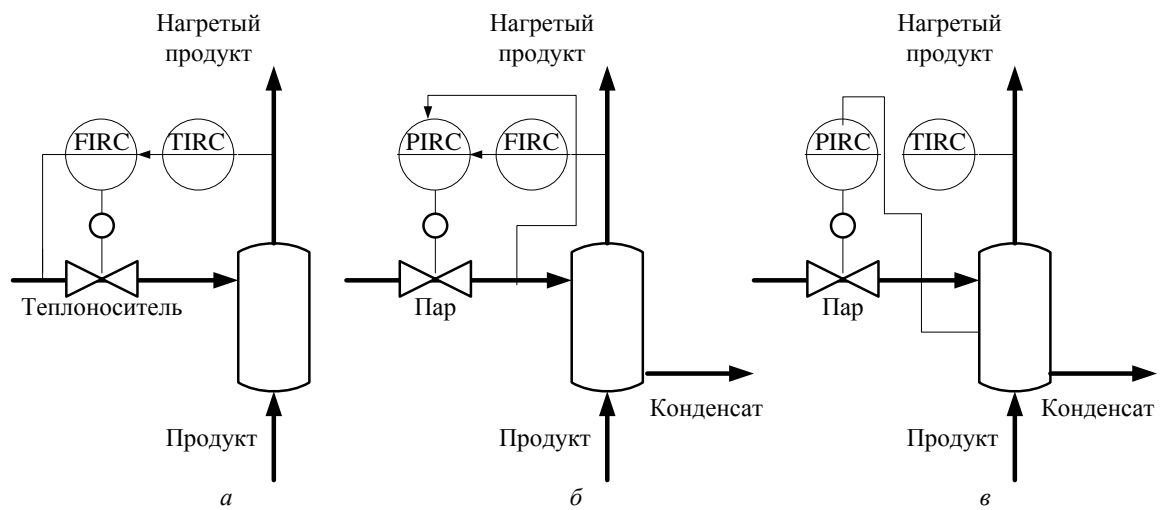 Нагретый
продукт
FIRC
TIRC
Теплоноситель
Продукт
а
Нагретый
продукт
PIRC
FIRC
Пар
Конденсат
Продукт
б
Нагретый
продукт
PIRC
TIRC
Пар
Конденсат
Продукт
в